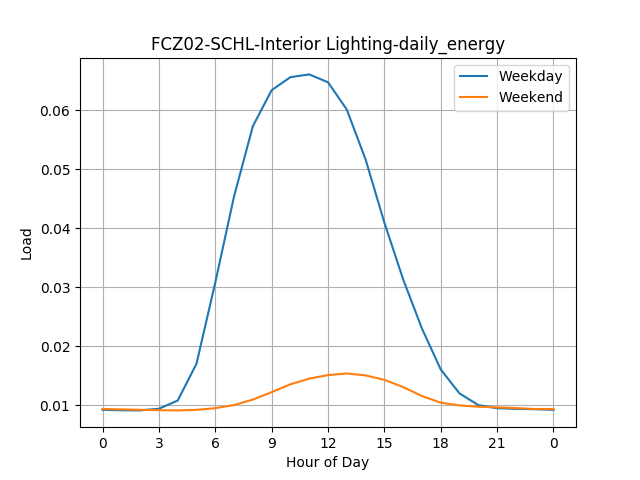 FCZ02-SCHL-Interior Lighting-daily_energy
Weekday
Weekend
0.06
0.05
0.04
0.03
0.02
0.01
Load
0 3 6 9 12 15 18 21 0
Hour of Day